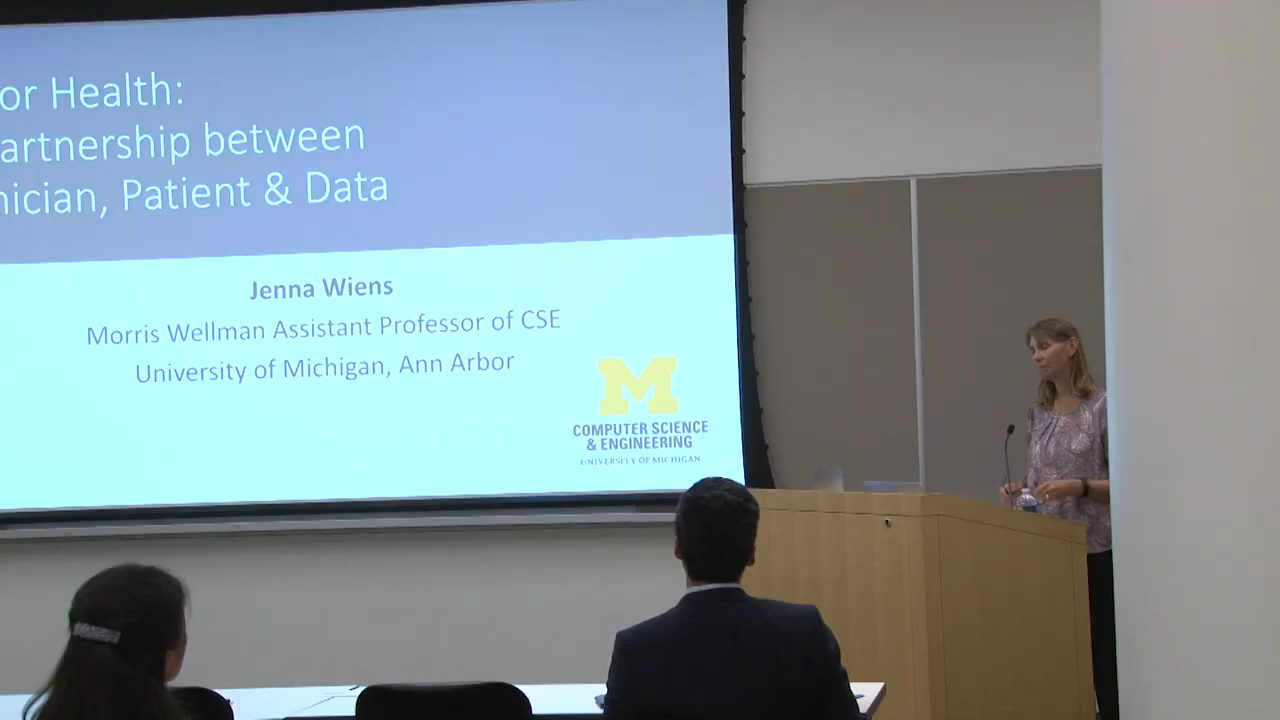 or Health:
artnership between
nician, Patient & Data
Jenna Wiens
Morris Wellman Assistant Professor of CSE
University of Michigan, Ann Arbor
M
COMPUTER SCIENCE
& ENGINEERING
UNIVERSITY OF MICHIGAN